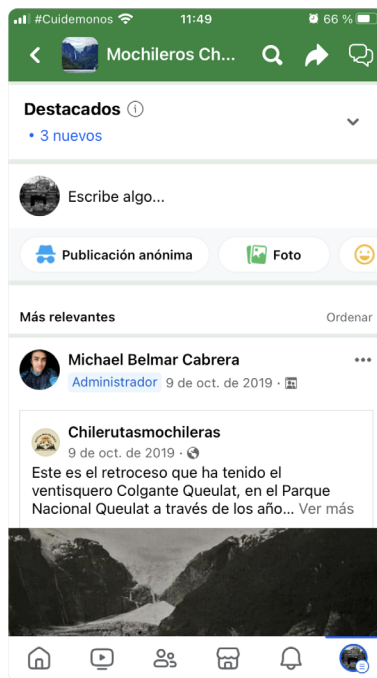 #Cuidemonos 11:49 66 %
Mochileros Ch...
Destacados
• 3 nuevos
Escribe algo...
Publicación anónima Foto
Más relevantes Ordenar
Michael Belmar Cabrera
Administrador 9 de oct. de 2019 ·
Chilerutasmochileras
9 de oct. de 2019 ·
Este es el retroceso que ha tenido el
ventisquero Colgante Queulat, en el Parque
Nacional Queulat a través de los año... Ver más